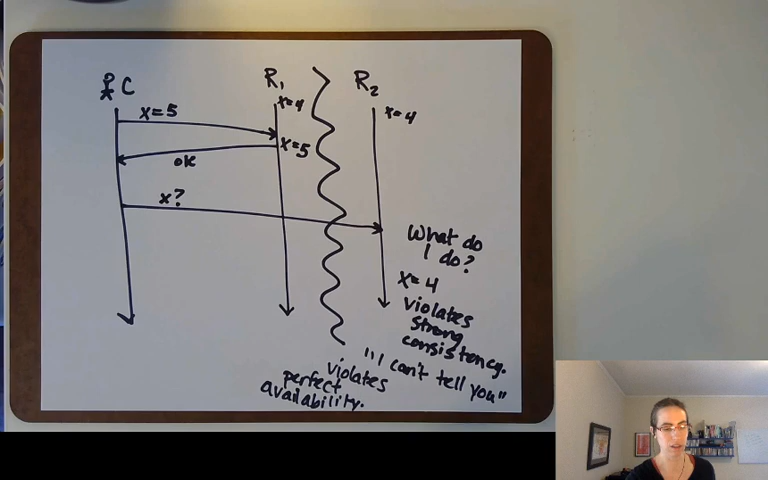 C
R1
R2
x=5
x=4
x=4
x=5
ok
x?
What do
I do?
x=4
violates
strong
consistency.
"I can't tell you"
violates
perfect
availability.